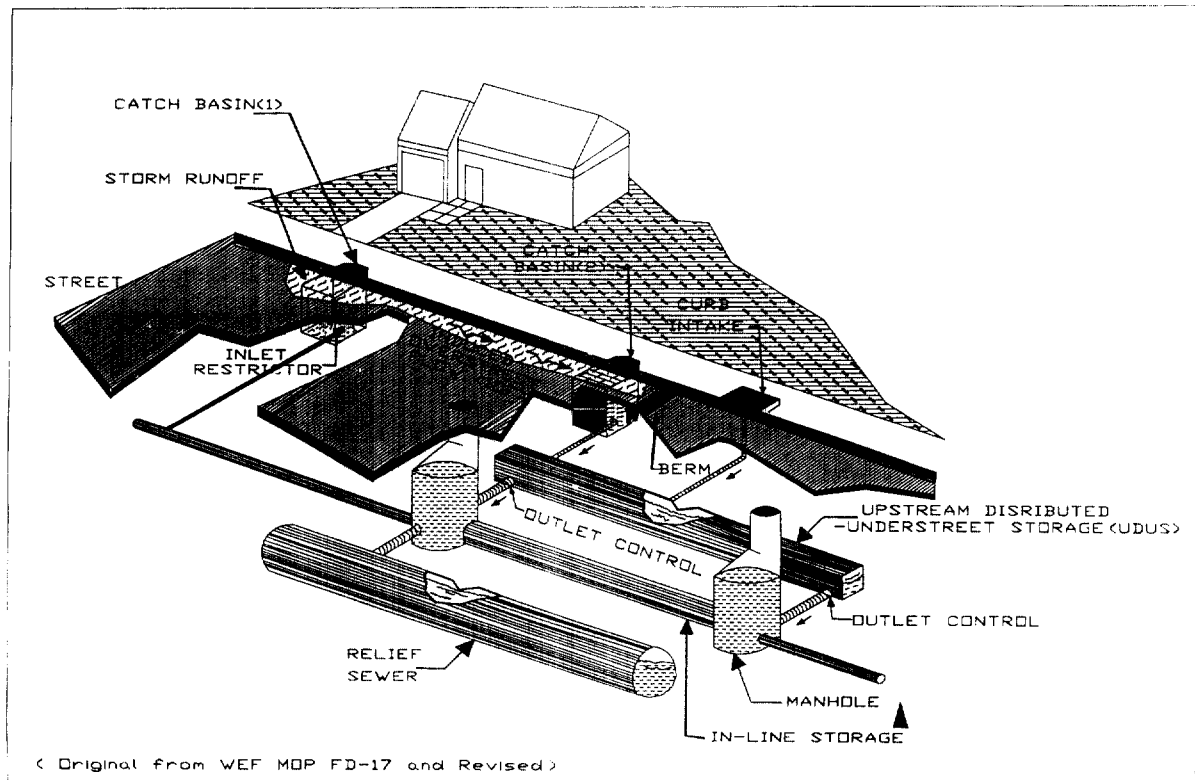 CATCH BASIN(1)
STORM RUNOFF
STREET
CATCH
BASIN(2)
CURB
INTAKE
INLET
RESTRICTOR
BERM
OUTLET CONTROL
UPSTREAM DISRIBUTED
-UNDERSTREET STORAGE(UDUS)
OUTLET CONTROL
RELIEF
SEWER
MANHOLE
IN-LINE STORAGE
( Original from WEF MOP FD-17 and Revised)